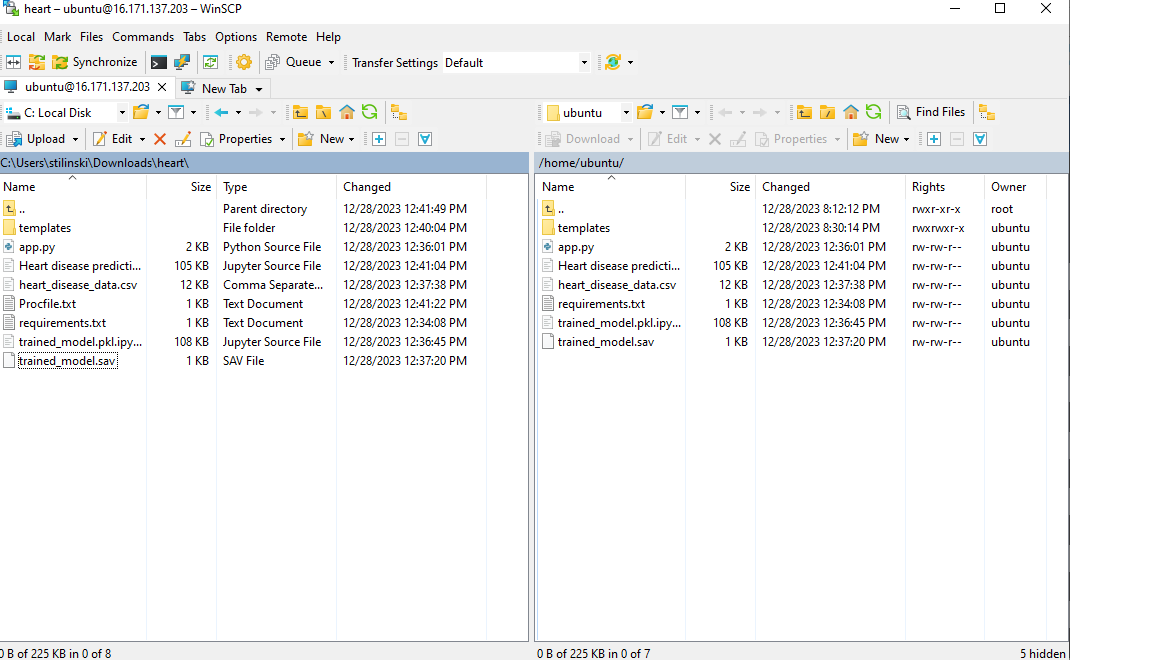 heart – ubuntu@16.171.137.203 – WinSCP
Local Mark Files Commands Tabs Options Remote Help
Synchronize Queue Transfer Settings Default
ubuntu@16.171.137.203 New Tab
C: Local Disk ubuntu Find Files
Upload Edit Properties New Download Edit Properties New
C:\Users\stilinski\Downloads\heart\ /home/ubuntu/
Name Size Type Changed Name Size Changed Rights Owner
.. Parent directory 12/28/2023 12:41:49 PM .. 12/28/2023 8:12:12 PM rwxr-xr-x root
templates File folder 12/28/2023 12:40:04 PM templates 12/28/2023 8:30:14 PM rwxrwxr-x ubuntu
app.py 2 KB Python Source File 12/28/2023 12:36:01 PM app.py 2 KB 12/28/2023 12:36:01 PM rw-rw-r-- ubuntu
Heart disease predicti... 105 KB Jupyter Source File 12/28/2023 12:41:04 PM Heart disease predicti... 105 KB 12/28/2023 12:41:04 PM rw-rw-r-- ubuntu
heart_disease_data.csv 12 KB Comma Separate... 12/28/2023 12:37:38 PM heart_disease_data.csv 12 KB 12/28/2023 12:37:38 PM rw-rw-r-- ubuntu
Procfile.txt 1 KB Text Document 12/28/2023 12:41:22 PM requirements.txt 1 KB 12/28/2023 12:34:08 PM rw-rw-r-- ubuntu
requirements.txt 1 KB Text Document 12/28/2023 12:34:08 PM trained_model.pkl.ipy... 108 KB 12/28/2023 12:36:45 PM rw-rw-r-- ubuntu
trained_model.pkl.ipy... 108 KB Jupyter Source File 12/28/2023 12:36:45 PM trained_model.sav 1 KB 12/28/2023 12:37:20 PM rw-rw-r-- ubuntu
trained_model.sav 1 KB SAV File 12/28/2023 12:37:20 PM
0 B of 225 KB in 0 of 8 0 B of 225 KB in 0 of 7 5 hidden